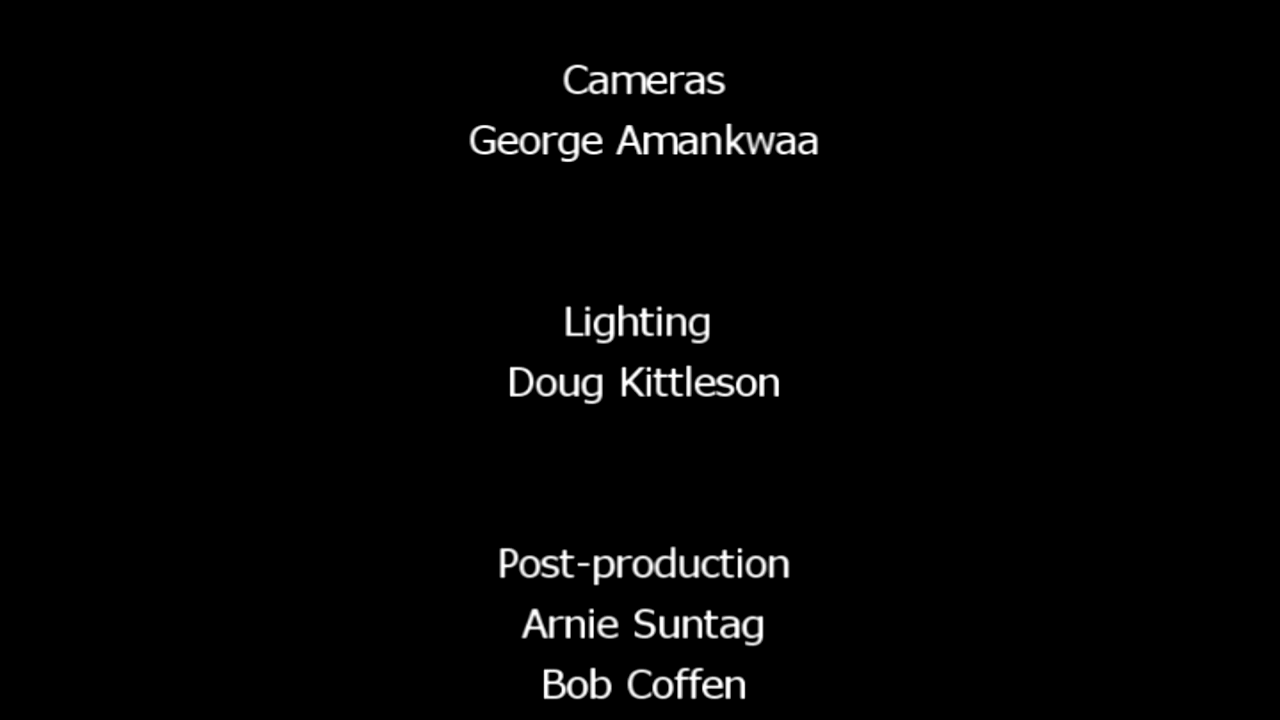 Cameras
George Amankwaa
Lighting
Doug Kittleson
Post-production
Arnie Suntag
Bob Coffen